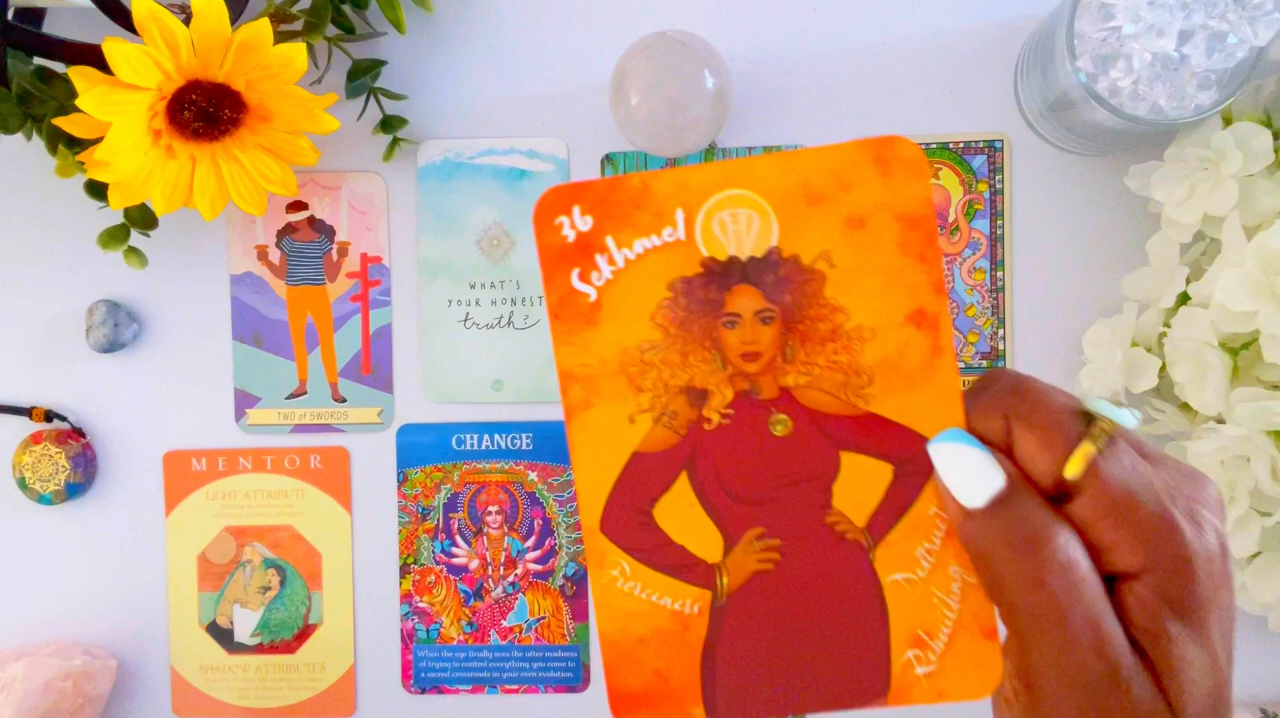 36
Sekhmet
Fierceness
Rebuilding
TWO of SWORDS
WHAT'S
YOUR HONEST
truth?
MENTOR
LIGHT ATTRIBUTE
SHADOW ATTRIBUTES
CHANGE
When the ego finally sees the utter madness
of trying to control everything, you come to
a sacred crossroads in your own evolution.